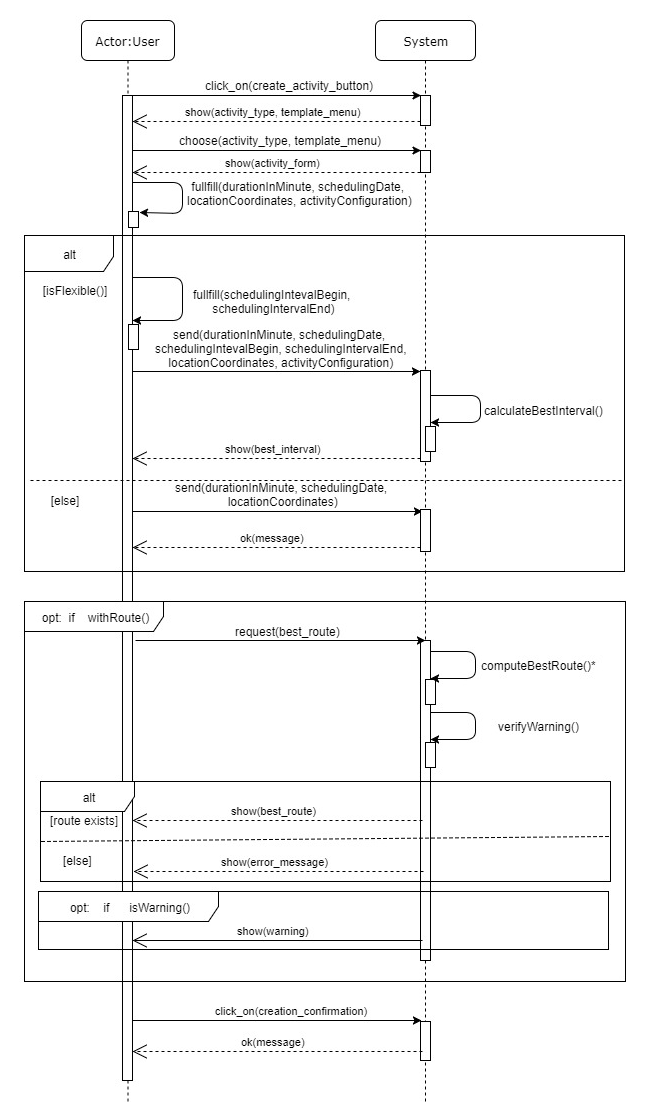 Actor:User
System
click_on(create_activity_button)
show(activity_type, template_menu)
choose(activity_type, template_menu)
show(activity_form)
fullfill(durationInMinute, schedulingDate,
locationCoordinates, activityConfiguration)
alt
[isFlexible()]
fullfill(schedulingIntevalBegin,
schedulingIntervalEnd)
send(durationInMinute, schedulingDate,
schedulingIntevalBegin, schedulingIntervalEnd,
locationCoordinates, activityConfiguration)
calculateBestInterval()
show(best_interval)
[else]
send(durationInMinute, schedulingDate,
locationCoordinates)
ok(message)
opt: if withRoute()
request(best_route)
computeBestRoute()*
verifyWarning()
alt
[route exists]
show(best_route)
[else]
show(error_message)
opt: if isWarning()
show(warning)
click_on(creation_confirmation)
ok(message)